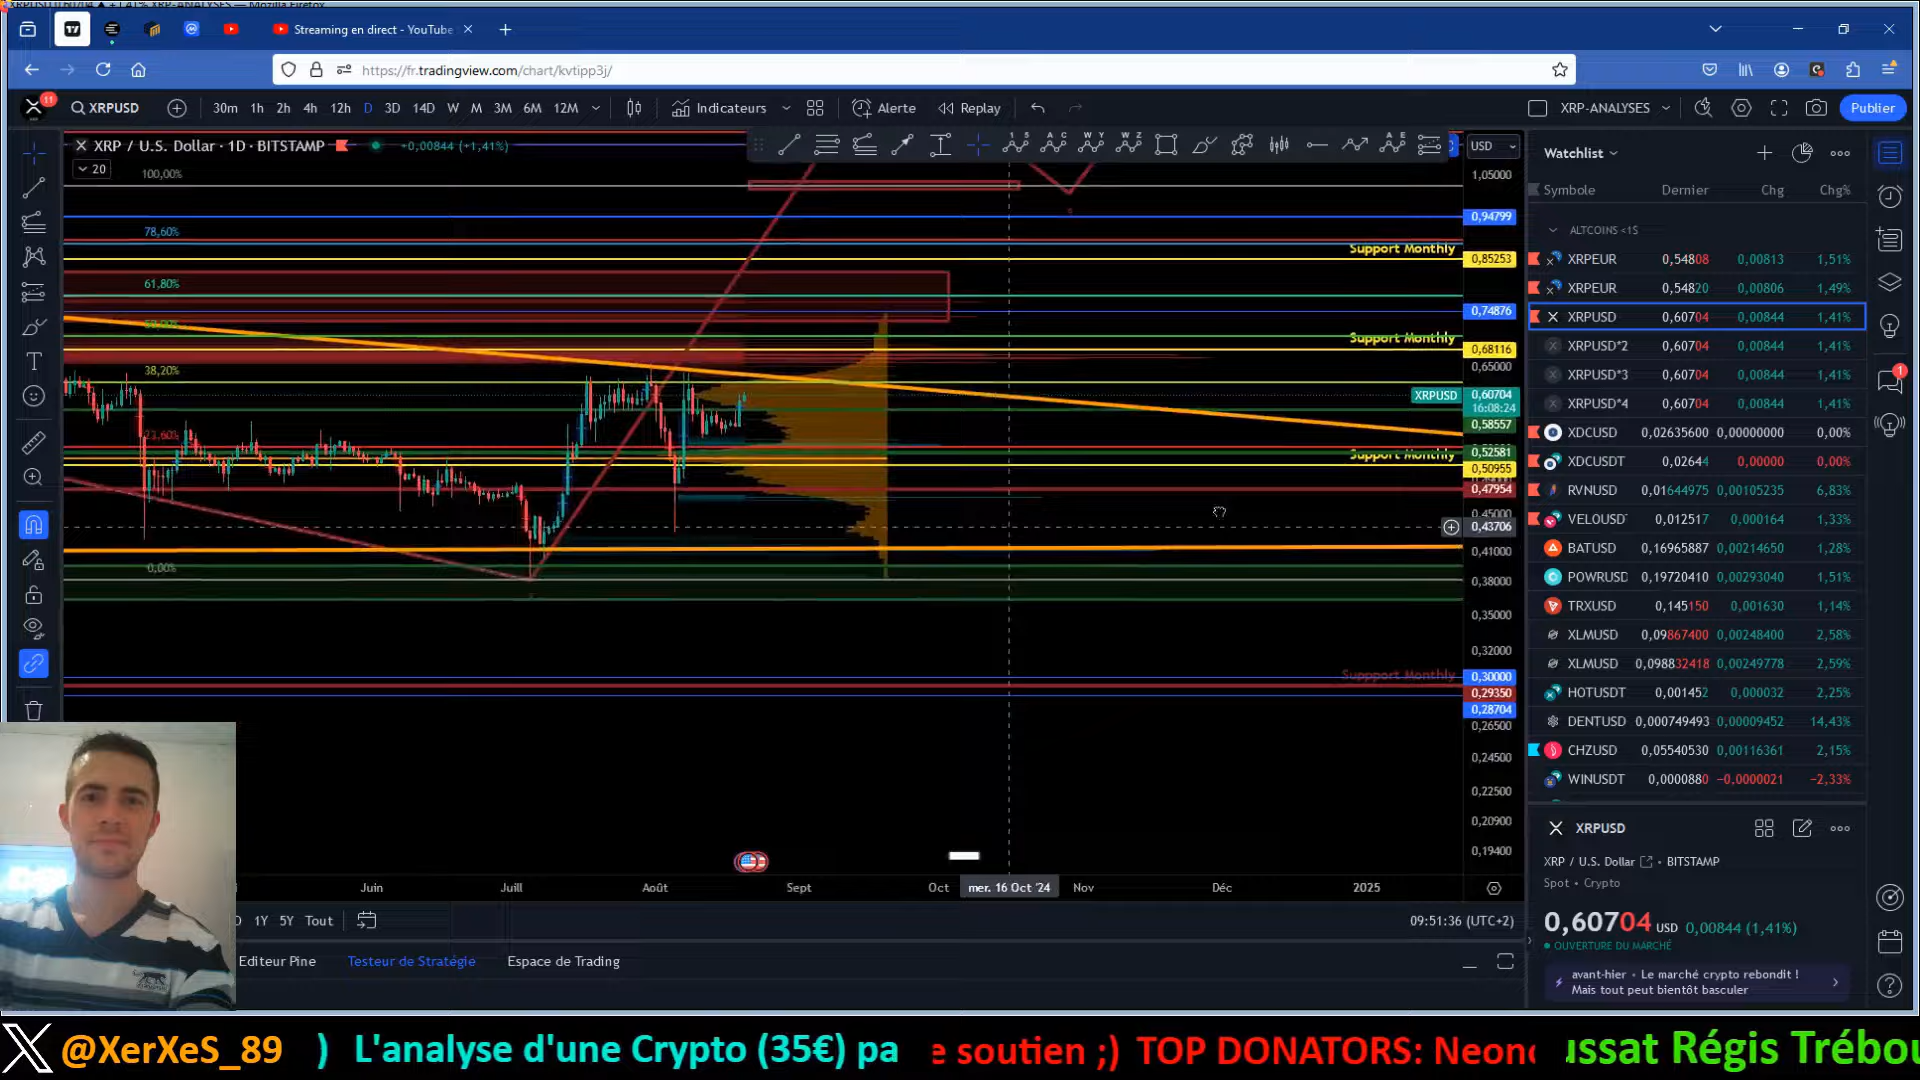 XRPUSD 0.60704 ▲ +1.41% XRP-ANALYSES — Mozilla Firefox
Streaming en direct - YouTube
https://fr.tradingview.com/chart/kvtipp3j/
11
XRPUSD 30m 1h 2h 4h 12h D 3D 14D W M 3M 6M 12M Indicateurs Alerte Replay XRP-ANALYSES Publier
XRP / U.S. Dollar · 1D · BITSTAMP +0,00844 (+1,41%)
20
USD
100,00%
78,60%
61,80%
38,20%
23,60%
0,00%
Support Monthly
Support Monthly
Support Monthly
Suppport Monthly
1,05000
0,94799
0,85253
0,74876
0,68116
0,65000
XRPUSD 0,60704
16:08:24
0,58557
0,52581
0,50955
0,47954
0,45000
0,43706
0,41000
0,38000
0,35000
0,32000
0,30000
0,29350
0,28704
0,26500
0,24500
0,22500
0,20900
0,19400
Juin Juill Août Sept Oct mer. 16 Oct '24 Nov Déc 2025
1Y 5Y Tout
09:51:36 (UTC+2)
Editeur Pine Testeur de Stratégie Espace de Trading
Watchlist
Symbole Dernier Chg Chg%
ALTCOINS <1$
XRPEUR 0,54808 0,00813 1,51%
XRPEUR 0,54820 0,00806 1,49%
XRPUSD 0,60704 0,00844 1,41%
XRPUSD*2 0,60704 0,00844 1,41%
XRPUSD*3 0,60704 0,00844 1,41%
XRPUSD*4 0,60704 0,00844 1,41%
XDCUSD 0,02635600 0,00000000 0,00%
XDCUSDT 0,02644 0,00000 0,00%
RVNUSD 0,01644975 0,00105235 6,83%
VELOUSD 0,012517 0,000164 1,33%
BATUSD 0,16965887 0,00214650 1,28%
POWRUSD 0,19720410 0,00293040 1,51%
TRXUSD 0,145150 0,001630 1,14%
XLMUSD 0,09867400 0,00248400 2,58%
XLMUSD 0,098832418 0,00249778 2,59%
HOTUSDT 0,001452 0,000032 2,25%
DENTUSD 0,000749493 0,00009452 14,43%
CHZUSD 0,05540530 0,00116361 2,15%
WINUSDT 0,0000880 −0,0000021 −2,33%
XRPUSD
XRP / U.S. Dollar • BITSTAMP
Spot • Crypto
0,60704 USD 0,00844 (1,41%)
OUVERTURE DU MARCHÉ
avant-hier • Le marché crypto rebondit !
Mais tout peut bientôt basculer
1
@XerXeS_89 ) L'analyse d'une Crypto (35€) pa e soutien ;) TOP DONATORS: Neon ussat Régis Trébou